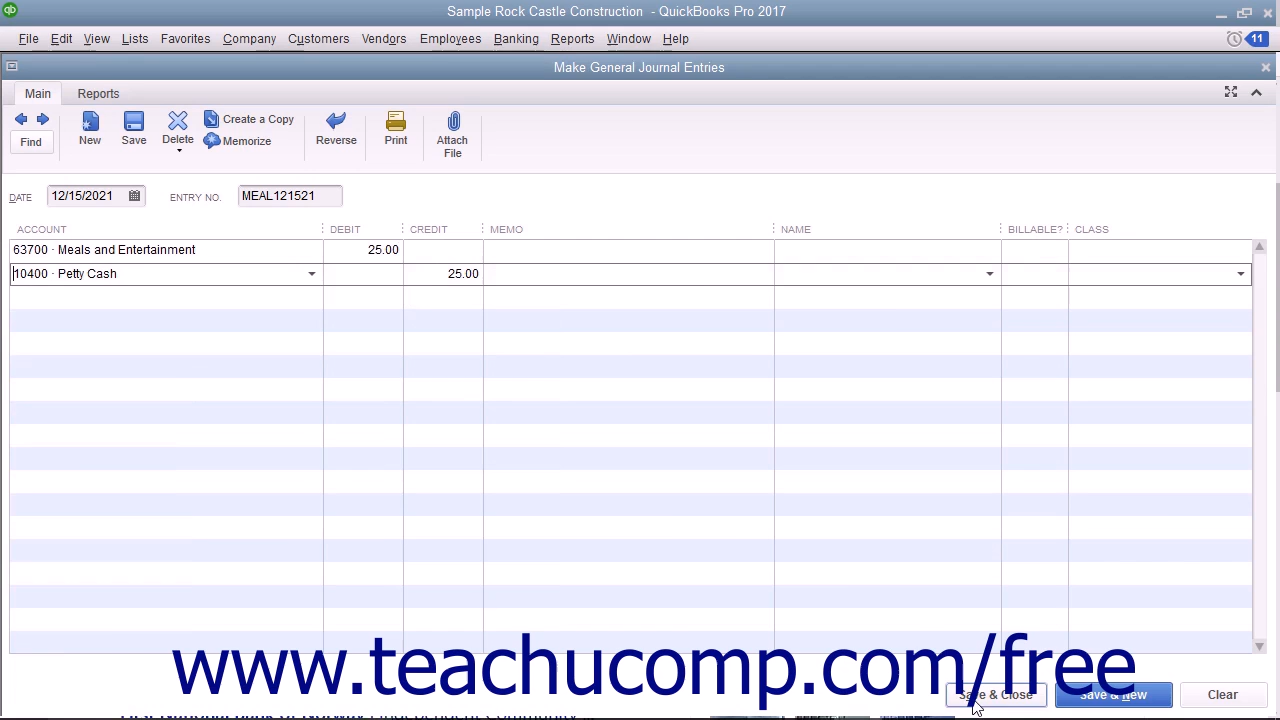 Sample Rock Castle Construction - QuickBooks Pro 2017
File Edit View Lists Favorites Company Customers Vendors Employees Banking Reports Window Help 11
Make General Journal Entries
Main Reports
Find New Save Delete Create a Copy Memorize Reverse Print Attach File
DATE 12/15/2021 ENTRY NO. MEAL121521
ACCOUNT DEBIT CREDIT MEMO NAME BILLABLE? CLASS
63700 · Meals and Entertainment 25.00
10400 · Petty Cash 25.00
www.teachucomp.com/free
Save & Close Save & New Clear